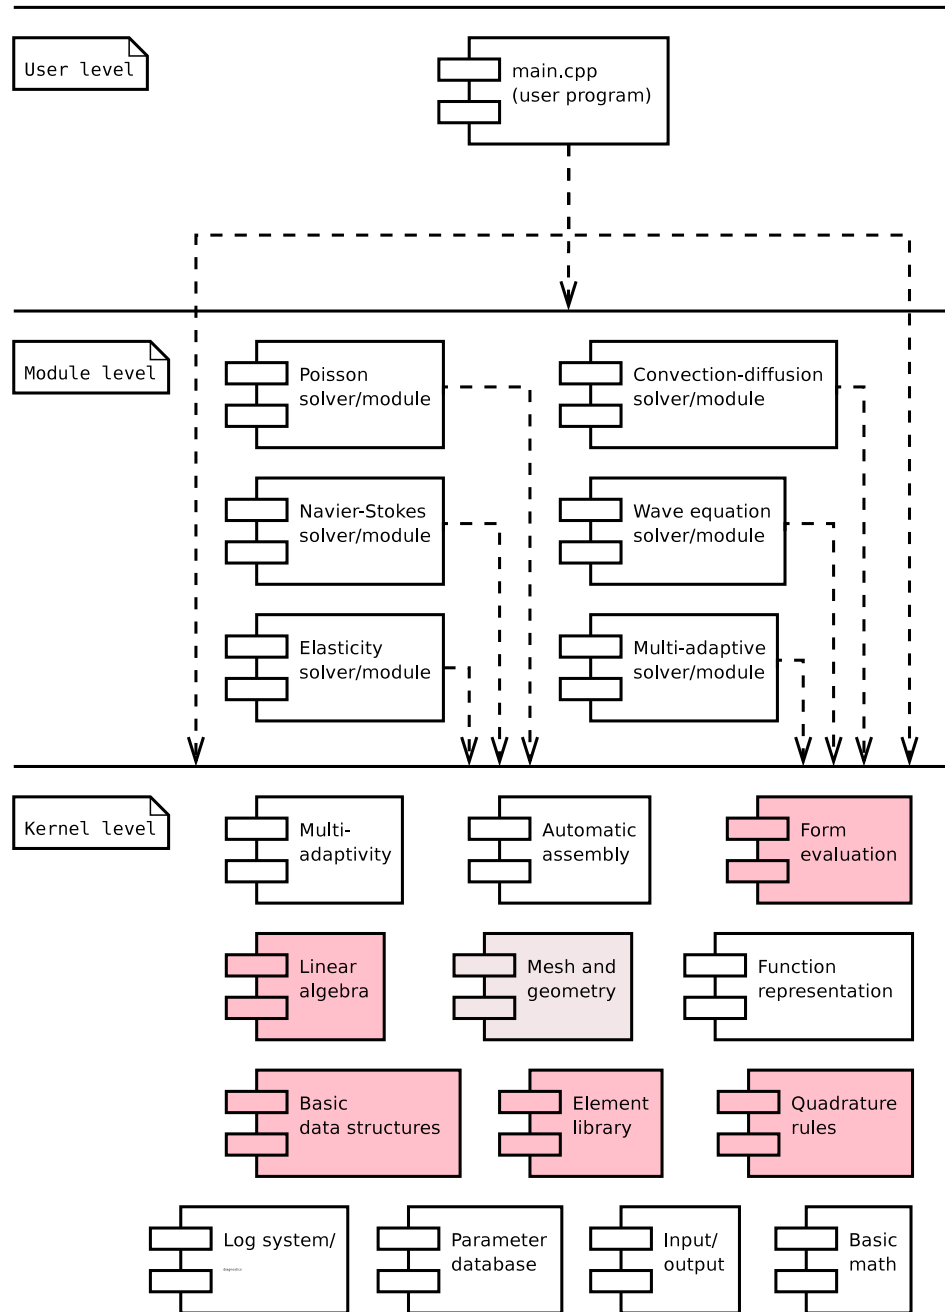 User level
main.cpp
(user program)
Module level
Poisson
solver/module
Convection-diffusion
solver/module
Navier-Stokes
solver/module
Wave equation
solver/module
Elasticity
solver/module
Multi-adaptive
solver/module
Kernel level
Multi-
adaptivity
Automatic
assembly
Form
evaluation
Linear
algebra
Mesh and
geometry
Function
representation
Basic
data structures
Element
library
Quadrature
rules
Log system/
diagnostics
Parameter
database
Input/
output
Basic
math